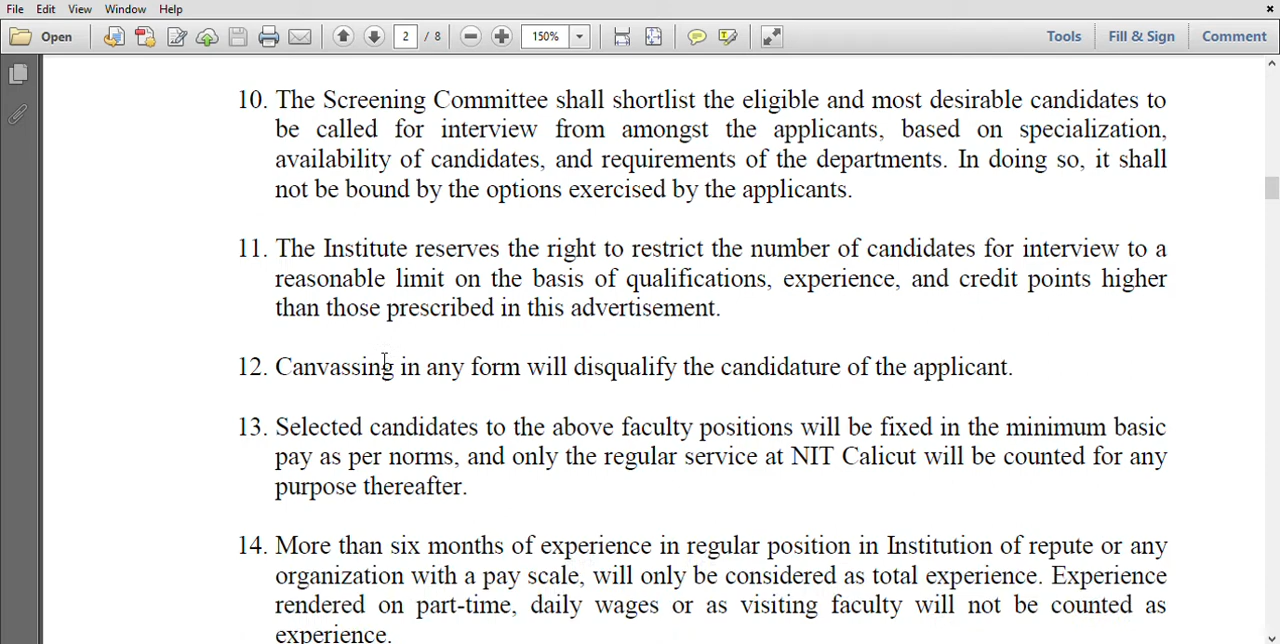 File Edit View Window Help
Open 2 / 8 150% Tools Fill & Sign Comment
10. The Screening Committee shall shortlist the eligible and most desirable candidates to
be called for interview from amongst the applicants, based on specialization,
availability of candidates, and requirements of the departments. In doing so, it shall
not be bound by the options exercised by the applicants.
11. The Institute reserves the right to restrict the number of candidates for interview to a
reasonable limit on the basis of qualifications, experience, and credit points higher
than those prescribed in this advertisement.
12. Canvassing in any form will disqualify the candidature of the applicant.
13. Selected candidates to the above faculty positions will be fixed in the minimum basic
pay as per norms, and only the regular service at NIT Calicut will be counted for any
purpose thereafter.
14. More than six months of experience in regular position in Institution of repute or any
organization with a pay scale, will only be considered as total experience. Experience
rendered on part-time, daily wages or as visiting faculty will not be counted as
experience.